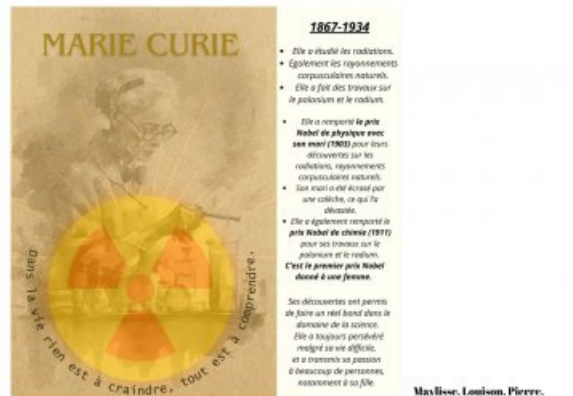 MARIE CURIE
Dans la vie rien est à craindre, tout est à comprendre.
1867-1934
• Elle a étudié les radiations.
• Egalement les rayonnements
corpusculaires naturels.
• Elle a fait des travaux sur
le polonium et le radium.
• Elle a remporté le prix
Nobel de physique avec
son mari (1903) pour leurs
découvertes sur les
radiations, rayonnements
corpusculaires naturels.
• Son mari a été écrasé par
une calèche, ce qui l'a
dévastée.
• Elle a également remporté le
prix Nobel de chimie (1911)
pour ses travaux sur le
polonium et le radium.
C'est le premier prix Nobel
donné à une femme.
Ses découvertes ont permis
de faire un réel bond dans le
domaine de la science.
Elle a toujours persévéré
malgré sa vie difficile,
et a transmis sa passion
à beaucoup de personnes,
notamment à sa fille.
Maylisse, Louison, Pierre.